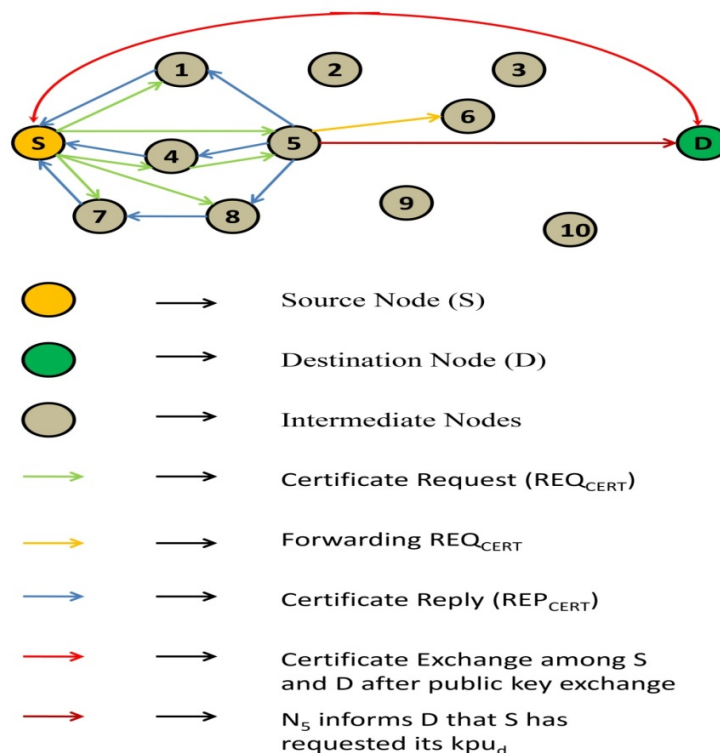 1
2
3
6
S
4
5
D
7
8
9
10
Source Node (S)
Destination Node (D)
Intermediate Nodes
Certificate Request (REQCERT)
Forwarding REQCERT
Certificate Reply (REPCERT)
Certificate Exchange among S
and D after public key exchange
N5 informs D that S has
requested its kpud